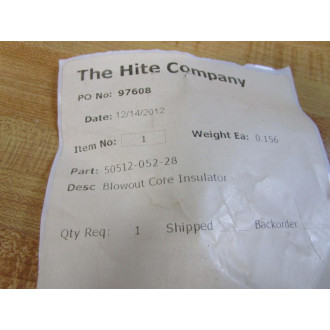 The Hite Company
PO No: 97608
Date: 12/14/2012
Item No: 1 Weight Ea: 0.156
Part: 50512-052-28
Desc Blowout Core Insulator
Qty Req: 1 Shipped Backorder